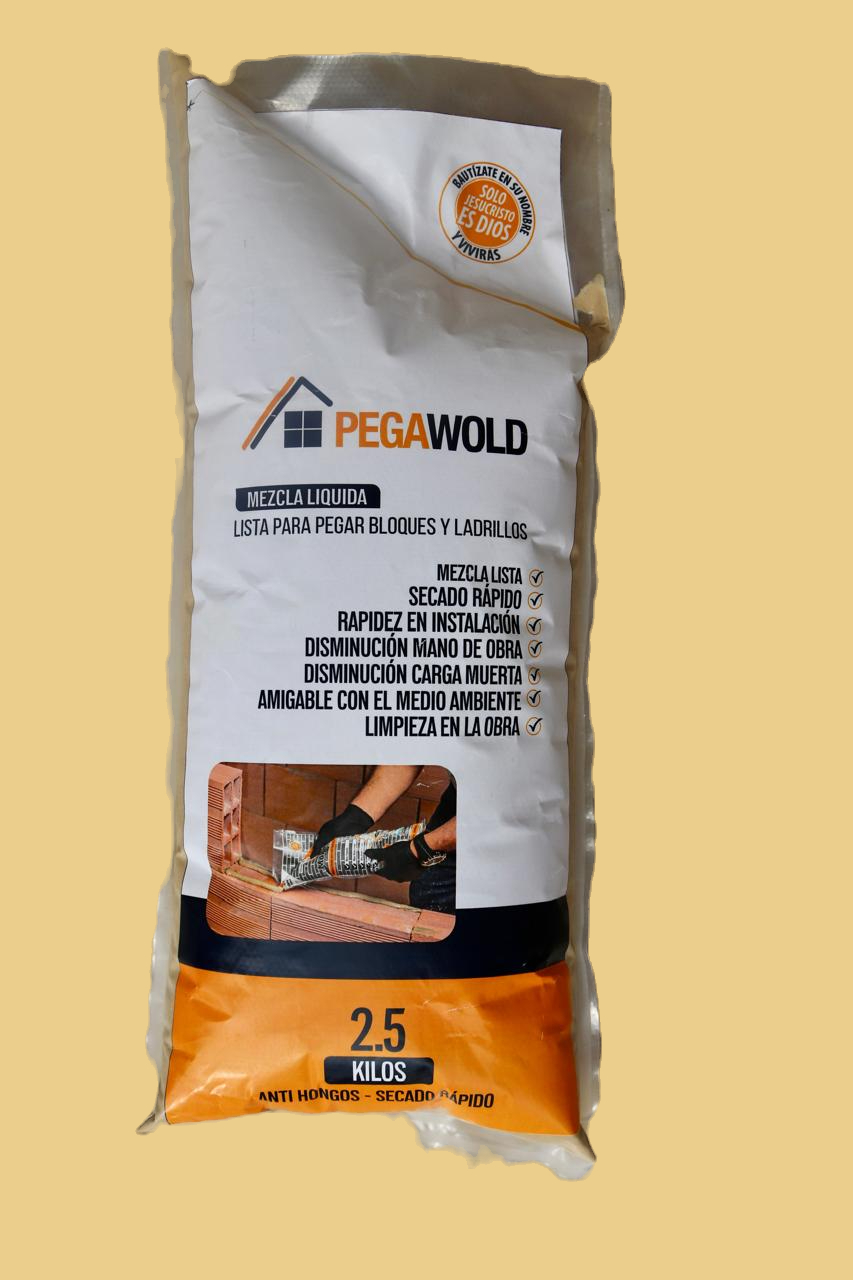 BAUTÍZATE EN SU NOMBRE
SOLO
JESUCRISTO
ES DIOS
Y VIVIRÁS
PEGAWOLD
MEZCLA LIQUIDA
LISTA PARA PEGAR BLOQUES Y LADRILLOS
MEZCLA LISTA
SECADO RÁPIDO
RAPIDEZ EN INSTALACIÓN
DISMINUCIÓN MANO DE OBRA
DISMINUCIÓN CARGA MUERTA
AMIGABLE CON EL MEDIO AMBIENTE
LIMPIEZA EN LA OBRA
2.5
KILOS
ANTI HONGOS - SECADO RÁPIDO